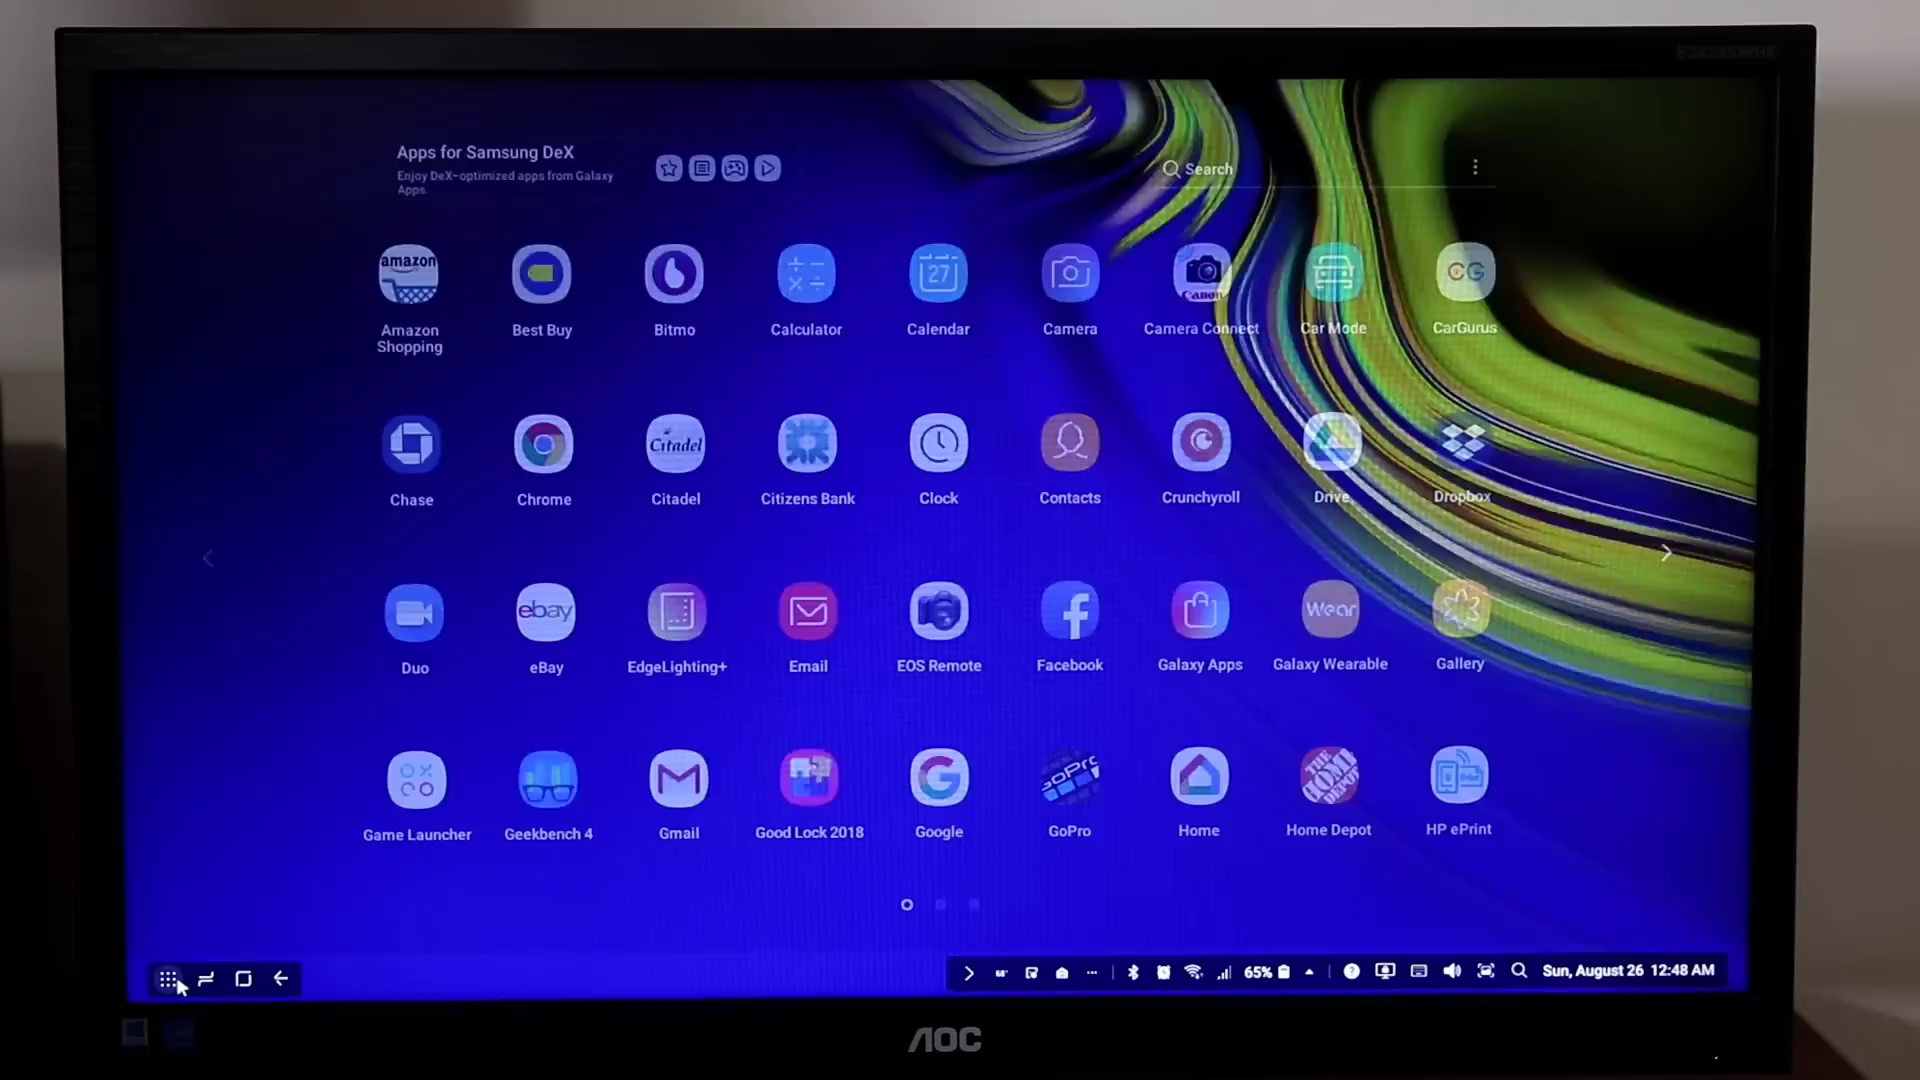 Apps for Samsung DeX
Enjoy DeX-optimized apps from Galaxy
Apps.
Search
amazon
27
Canon
CG
Amazon
Shopping
Best Buy
Bitmo
Calculator
Calendar
Camera
Camera Connect
Car Mode
CarGurus
Citadel
Chase
Chrome
Citadel
Citizens Bank
Clock
Contacts
Crunchyroll
Drive
Dropbox
ebay
f
Wear
Duo
eBay
EdgeLighting+
Email
EOS Remote
Facebook
Galaxy Apps
Galaxy Wearable
Gallery
G
GoPro
THE HOME DEPOT
Game Launcher
Geekbench 4
Gmail
Good Lock 2018
Google
GoPro
Home
Home Depot
HP ePrint
65%
Sun, August 26 12:48 AM
AOC